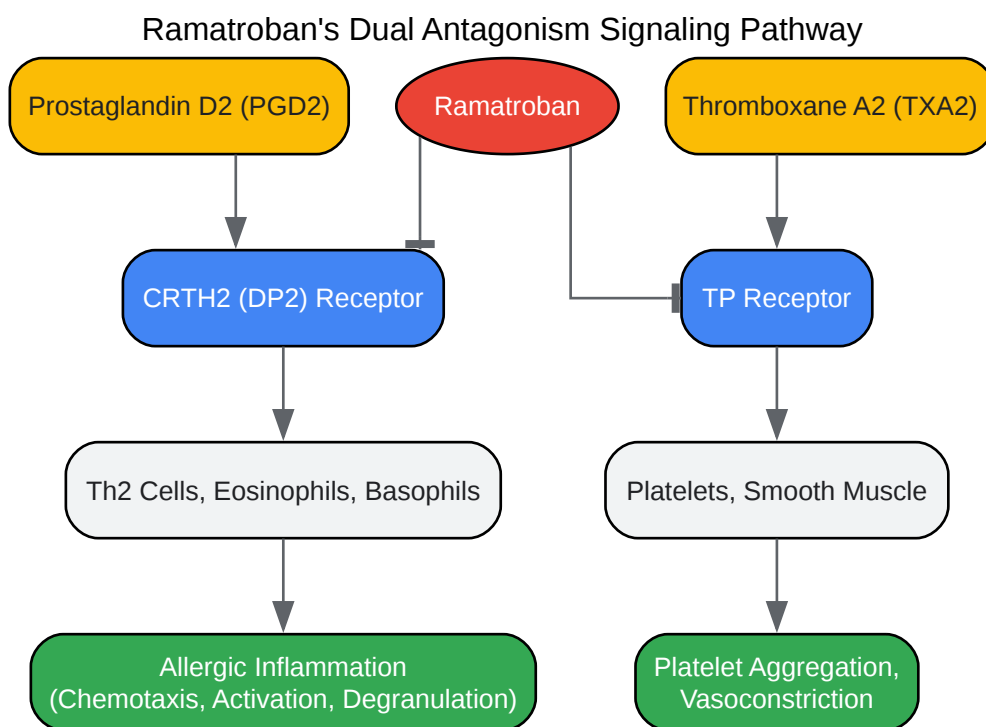 Ramatroban's Dual Antagonism Signaling Pathway
Prostaglandin D2 (PGD2)
Ramatroban
Thromboxane A2 (TXA2)
CRTH2 (DP2) Receptor
TP Receptor
Th2 Cells, Eosinophils, Basophils
Platelets, Smooth Muscle
Allergic Inflammation
(Chemotaxis, Activation, Degranulation)
Platelet Aggregation,
Vasoconstriction